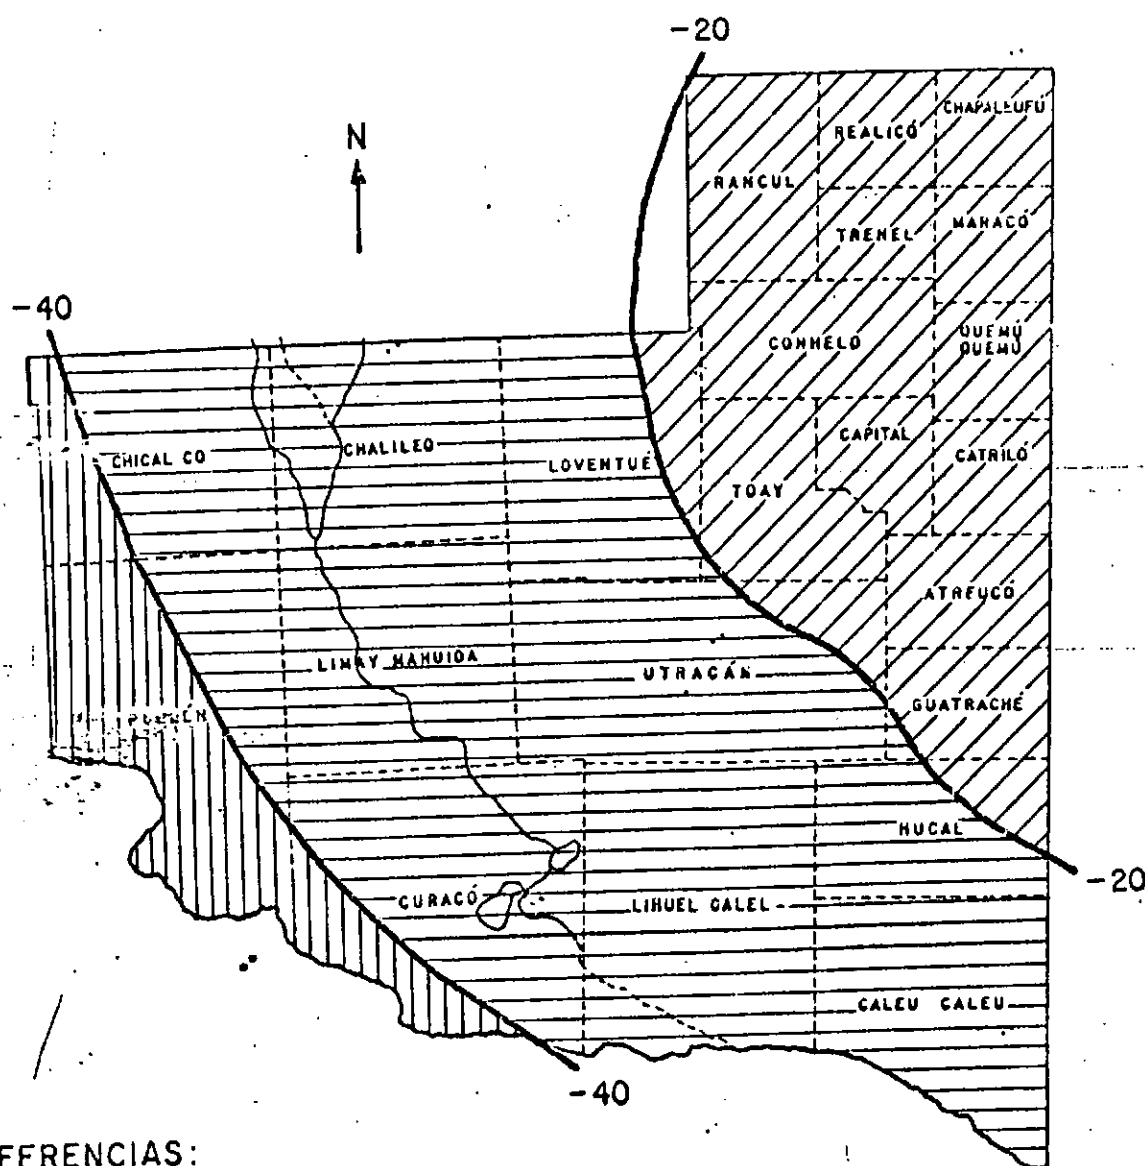 -20
CHAPALEUFÚ
REALICÓ
N
RANCUL
MARACÓ
TRENEL
-40
QUEMÚ
QUEMÚ
CONHELO
CAPITAL
CHALILEO
CATRILÓ
CHICAL CO
LOVENTUÉ
TOAY
ATREUCÓ
LIMAY MAHUIDA
UTRACÁN
GUATRACHÉ
HUCAL
-20
CURACÓ
LIHUEL CALEL
CALEU CALEU
-40
EFERENCIAS: